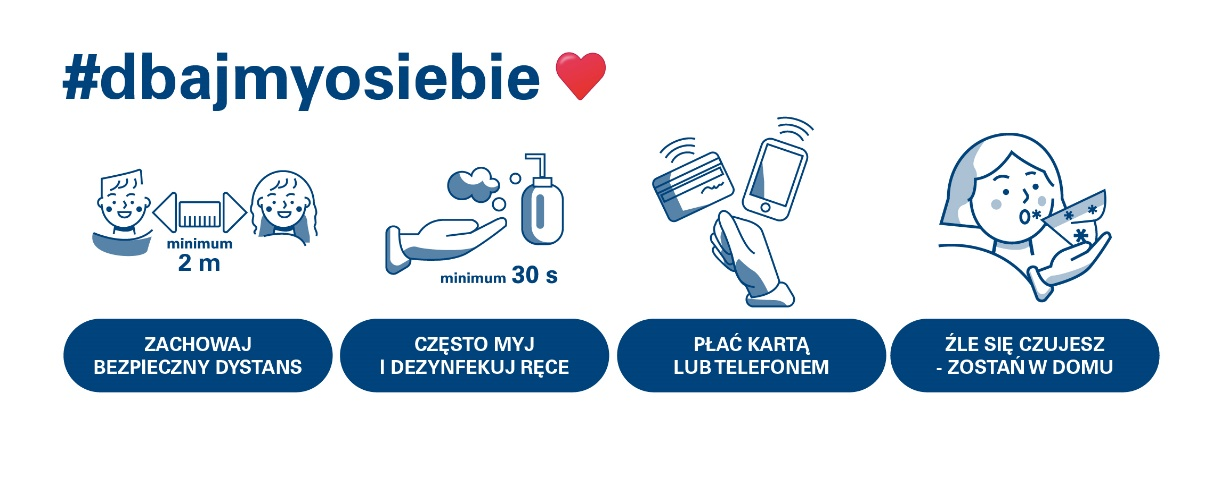 #dbajmyosiebie
minimum
2 m
minimum 30 s
ZACHOWAJ
BEZPIECZNY DYSTANS
CZĘSTO MYJ
I DEZYNFEKUJ RĘCE
PŁAĆ KARTĄ
LUB TELEFONEM
ŹLE SIĘ CZUJESZ
- ZOSTAŃ W DOMU